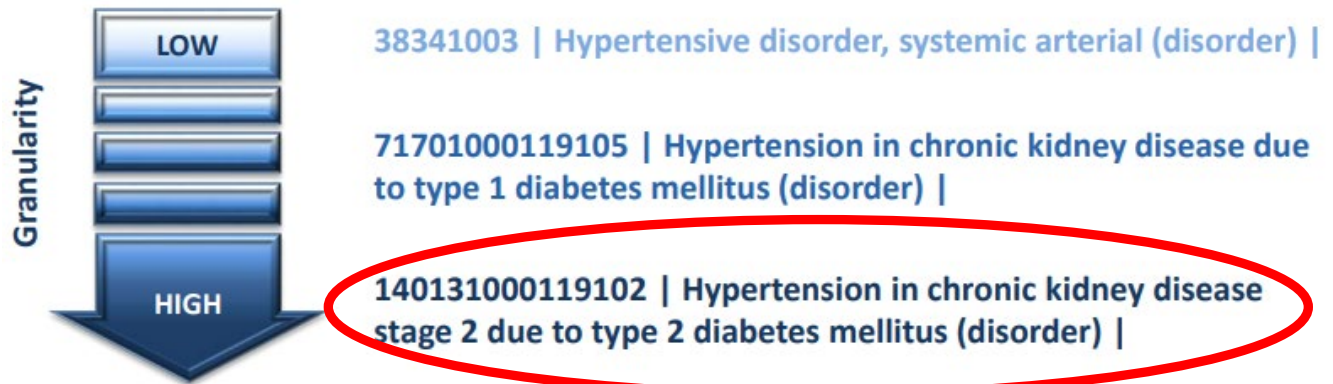 Granularity
LOW
38341003 | Hypertensive disorder, systemic arterial (disorder) |
71701000119105 | Hypertension in chronic kidney disease due
to type 1 diabetes mellitus (disorder) |
HIGH
140131000119102 | Hypertension in chronic kidney disease
stage 2 due to type 2 diabetes mellitus (disorder) |